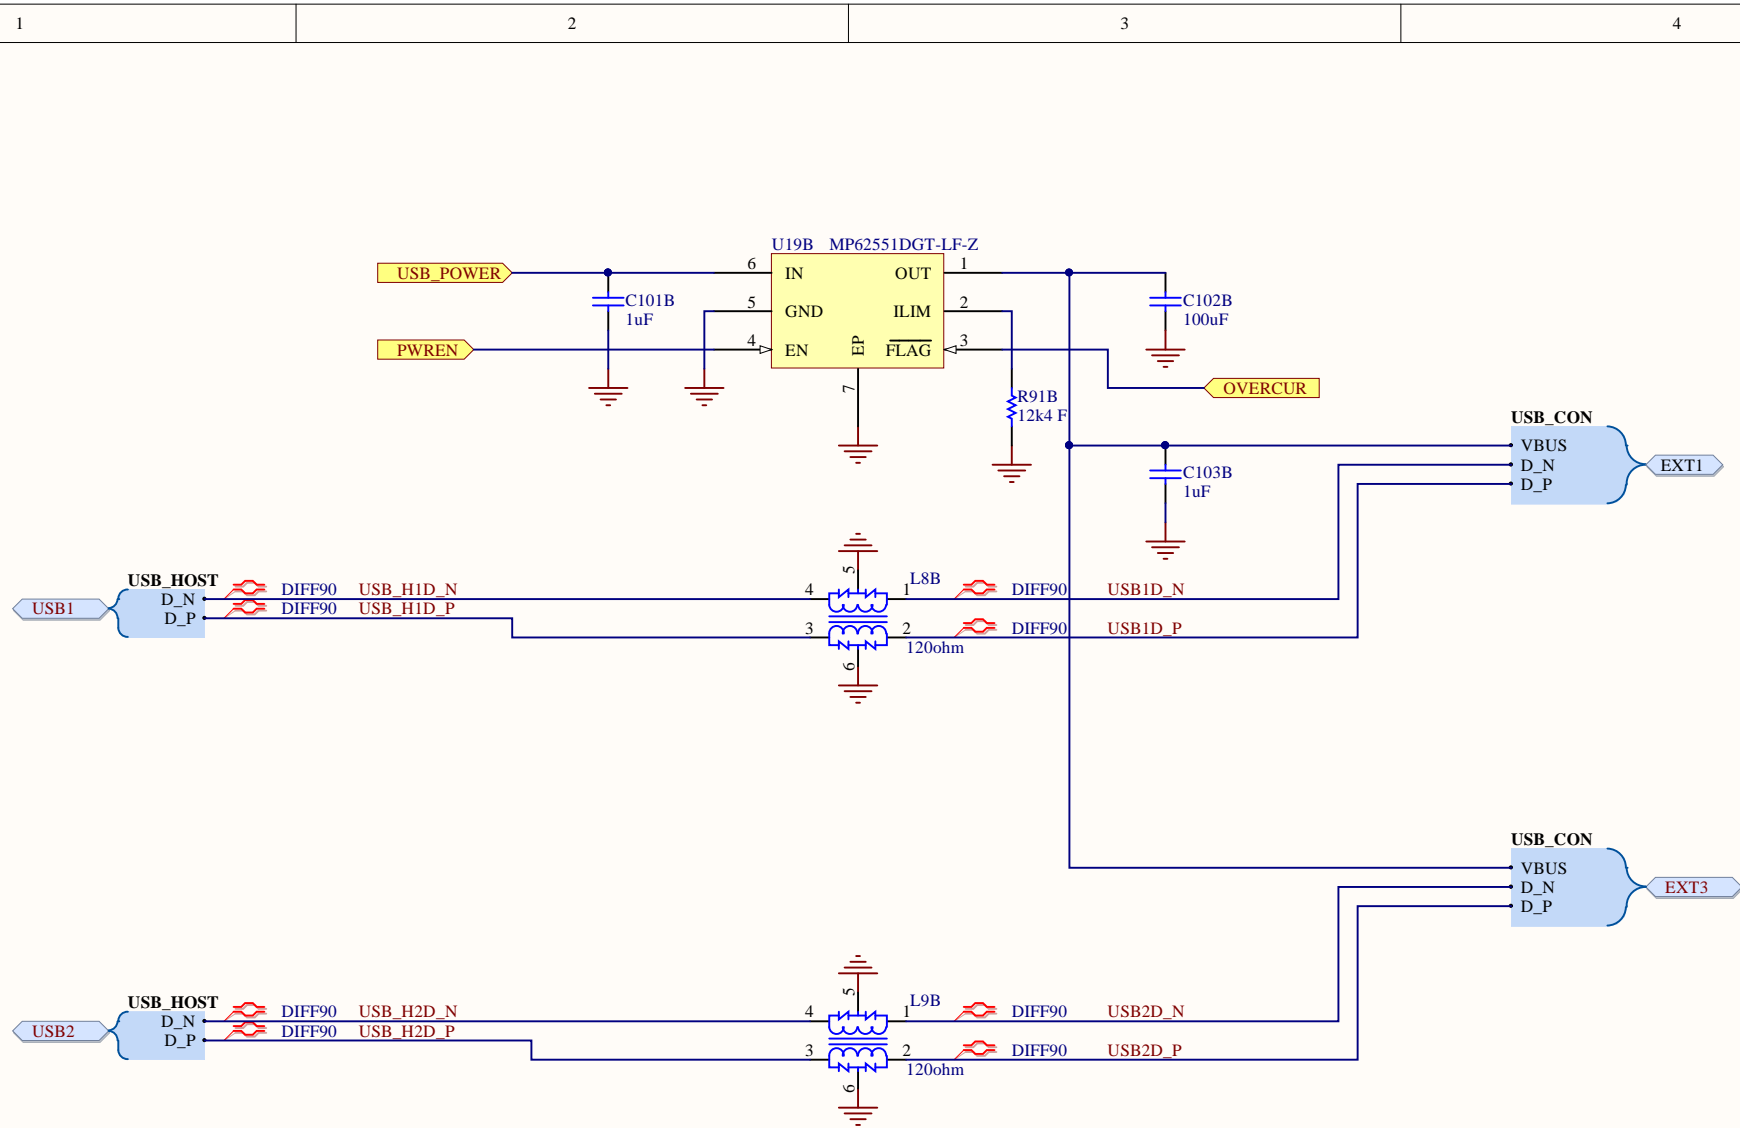 1 2 3 4
U19B MP62551DGT-LF-Z
USB_POWER 6 IN OUT 1
C101B C102B
1uF 5 GND ILIM 2 100uF
PWREN 4 EN EP FLAG 3
7
OVERCUR
R91B
12k4 F
USB_CON
VBUS
D_N EXT1
D_P
C103B
1uF
5
USB_HOST L8B
D_N DIFF90 USB_H1D_N 4 1 DIFF90 USB1D_N
USB1
D_P DIFF90 USB_H1D_P 3 2 DIFF90 USB1D_P
120ohm
6
USB_CON
VBUS
D_N EXT3
D_P
5
USB_HOST L9B
D_N DIFF90 USB_H2D_N 4 1 DIFF90 USB2D_N
USB2
D_P DIFF90 USB_H2D_P 3 2 DIFF90 USB2D_P
120ohm
6